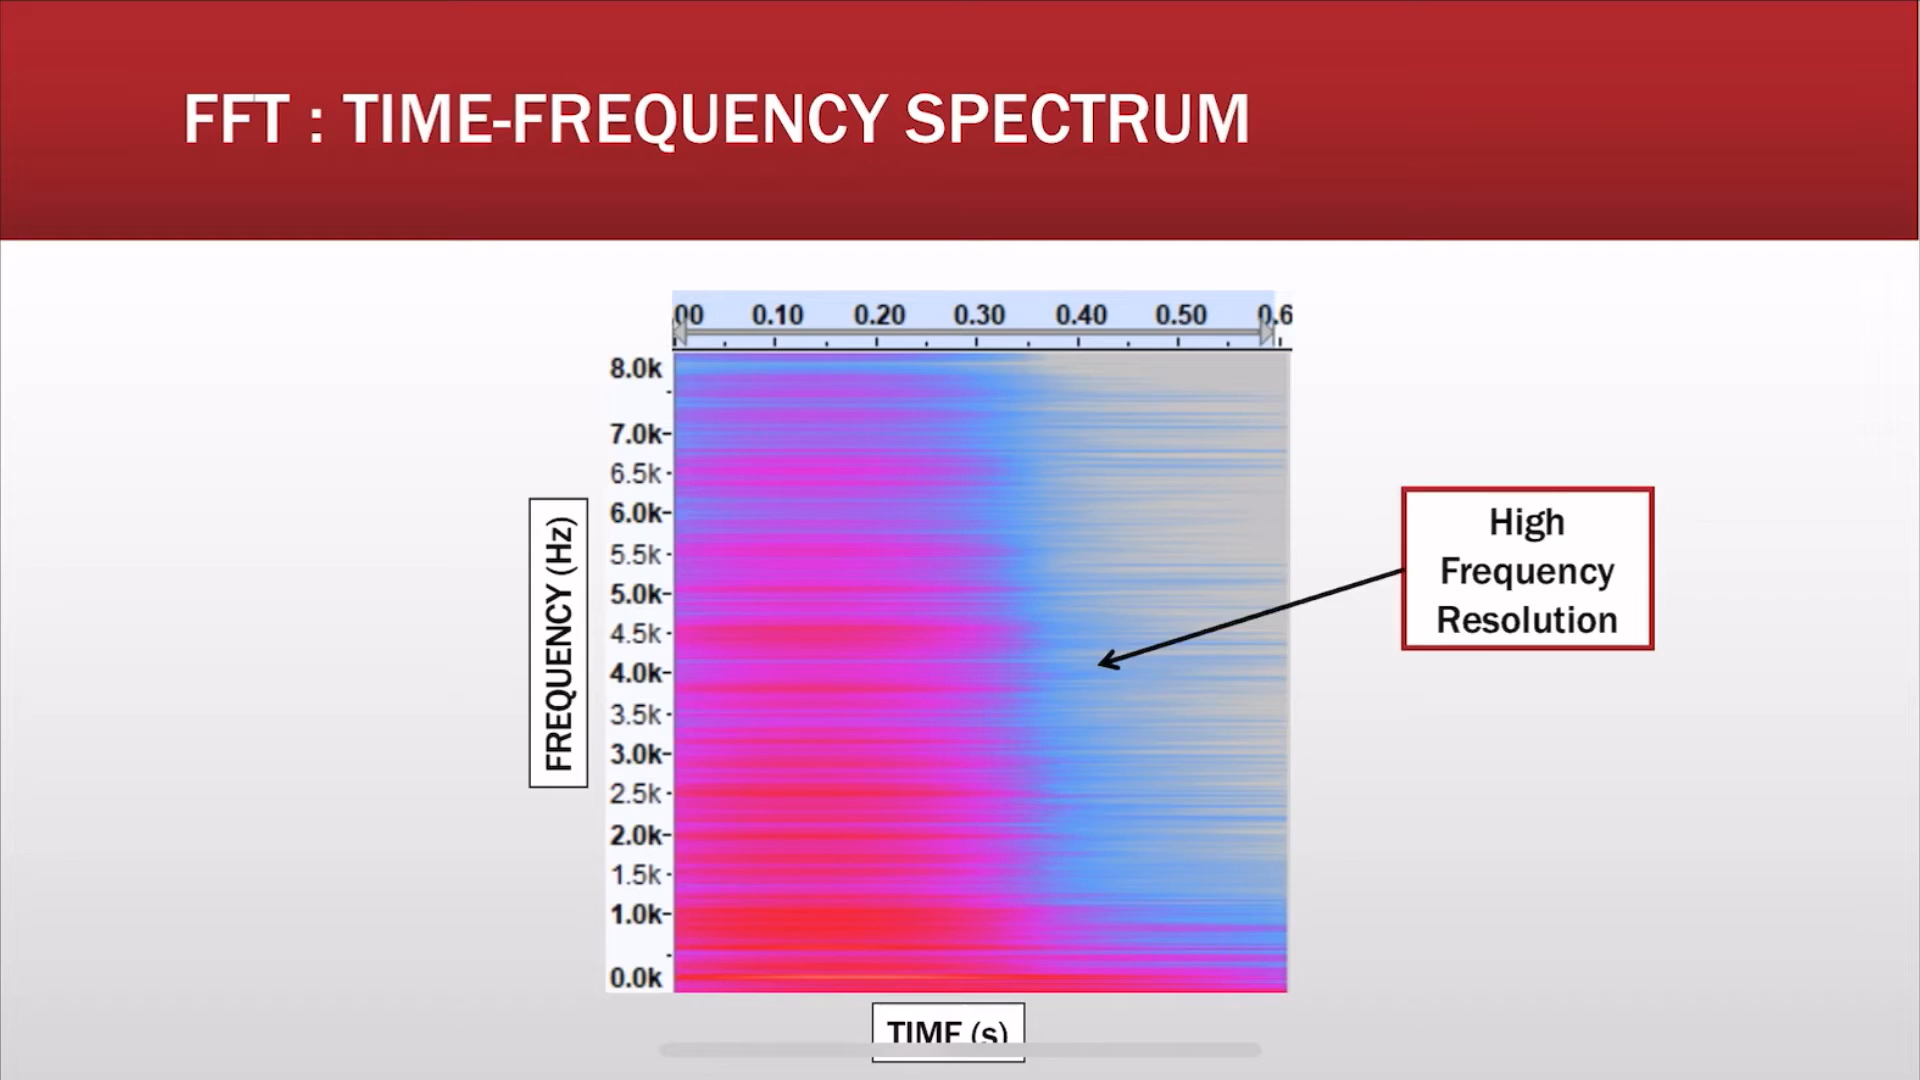 FFT : TIME-FREQUENCY SPECTRUM
00 0.10 0.20 0.30 0.40 0.50 0.6
8.0k
7.0k
6.5k
6.0k
5.5k
5.0k
4.5k
4.0k
3.5k
3.0k
2.5k
2.0k
1.5k
1.0k
0.0k
FREQUENCY (Hz)
High
Frequency
Resolution
TIME (s)